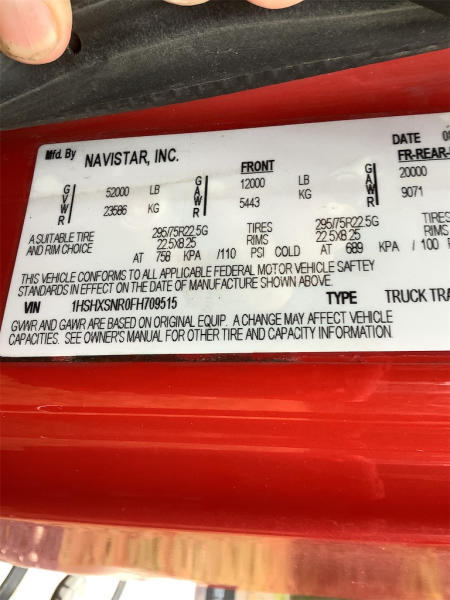 Mfd. By NAVISTAR, INC. DATE
FRONT FR-REAR-
GVWR 52000 LB GAWR 12000 LB GAWR 20000
23586 KG 5443 KG 9071
A SUITABLE TIRE 295/75R22.5G TIRES 295/75R22.5G TIRES
AND RIM CHOICE 22.5X8.25 RIMS 22.5X8.25 RIMS
AT 758 KPA /110 PSI COLD AT 689 KPA /100
THIS VEHICLE CONFORMS TO ALL APPLICABLE FEDERAL MOTOR VEHICLE SAFTEY
STANDARDS IN EFFECT ON THE DATE OF MANUFACTURE SHOWN ABOVE.
VIN 1HSHXSNR0FH709515 TYPE TRUCK TRA
GVWR AND GAWR ARE BASED ON ORIGINAL EQUIP. A CHANGE MAY AFFECT VEHICLE
CAPACITIES. SEE OWNER'S MANUAL FOR OTHER TIRE AND CAPACITY INFORMATION.